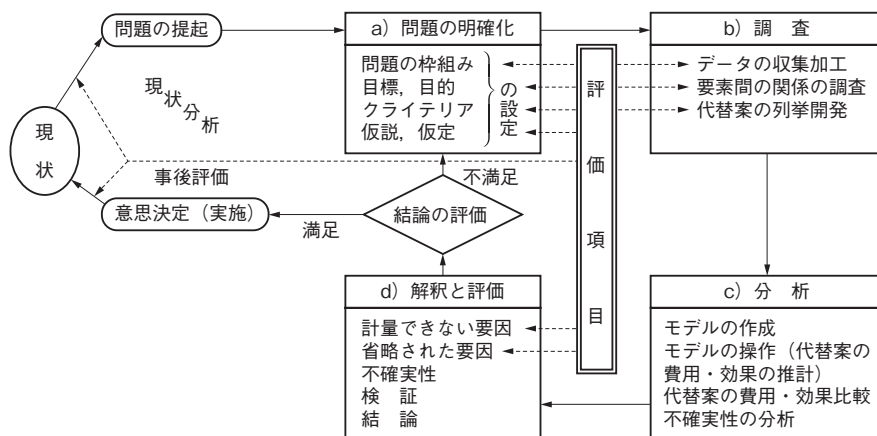 問題の提起
a）問題の明確化
問題の枠組み
目標，目的
クライテリア
仮説，仮定
の設定
b）調　査
データの収集加工
要素間の関係の調査
代替案の列挙開発
現状分析
評価項目
現状
事後評価
不満足
意思決定（実施）
満足
結論の評価
d）解釈と評価
計量できない要因
省略された要因
不確実性
検　証
結　論
c）分　析
モデルの作成
モデルの操作（代替案の
費用・効果の推計）
代替案の費用・効果比較
不確実性の分析